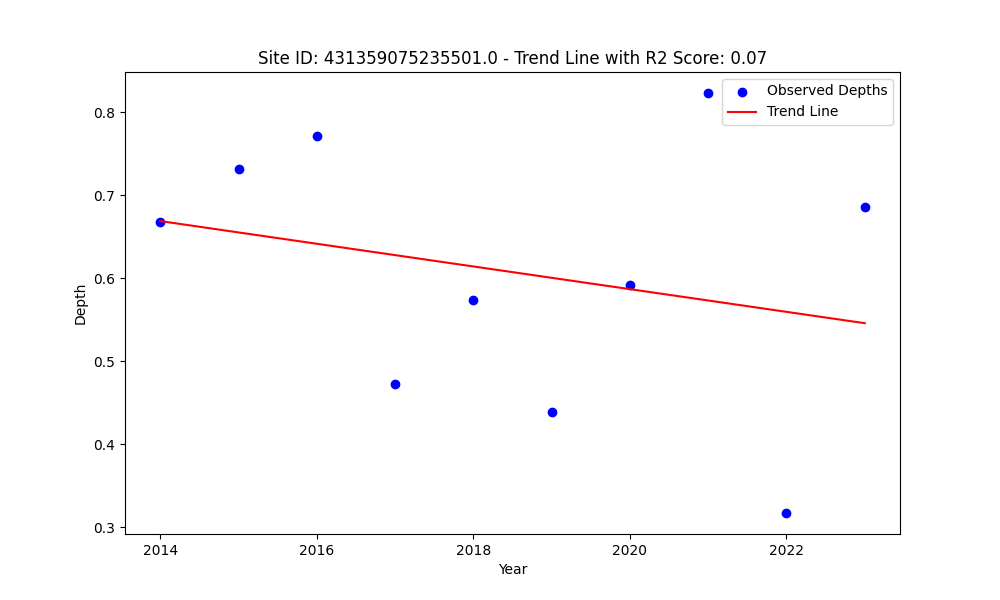 Site ID: 431359075235501.0 - Trend Line with R2 Score: 0.07
Observed Depths
Trend Line
0.8
0.7
0.6
0.5
0.4
0.3
Depth
2014
2016
2018
2020
2022
Year